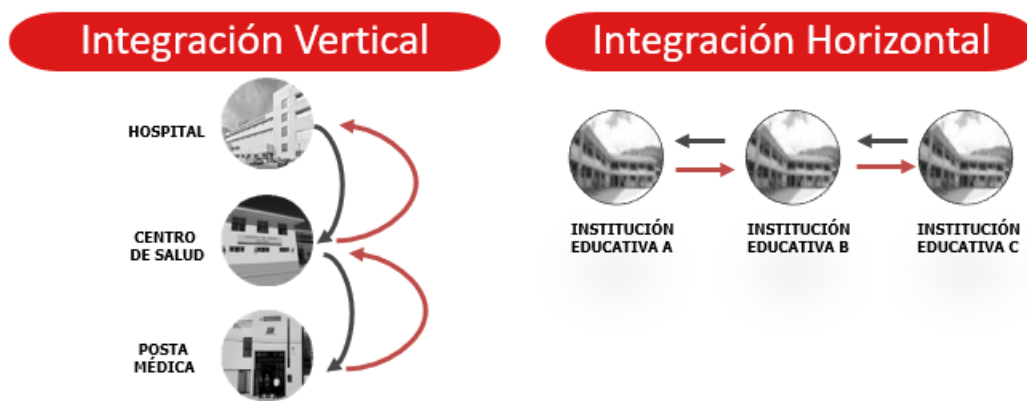 Integración Vertical
HOSPITAL
CENTRO
DE SALUD
POSTA
MÉDICA
Integración Horizontal
INSTITUCIÓN
EDUCATIVA A
INSTITUCIÓN
EDUCATIVA B
INSTITUCIÓN
EDUCATIVA C